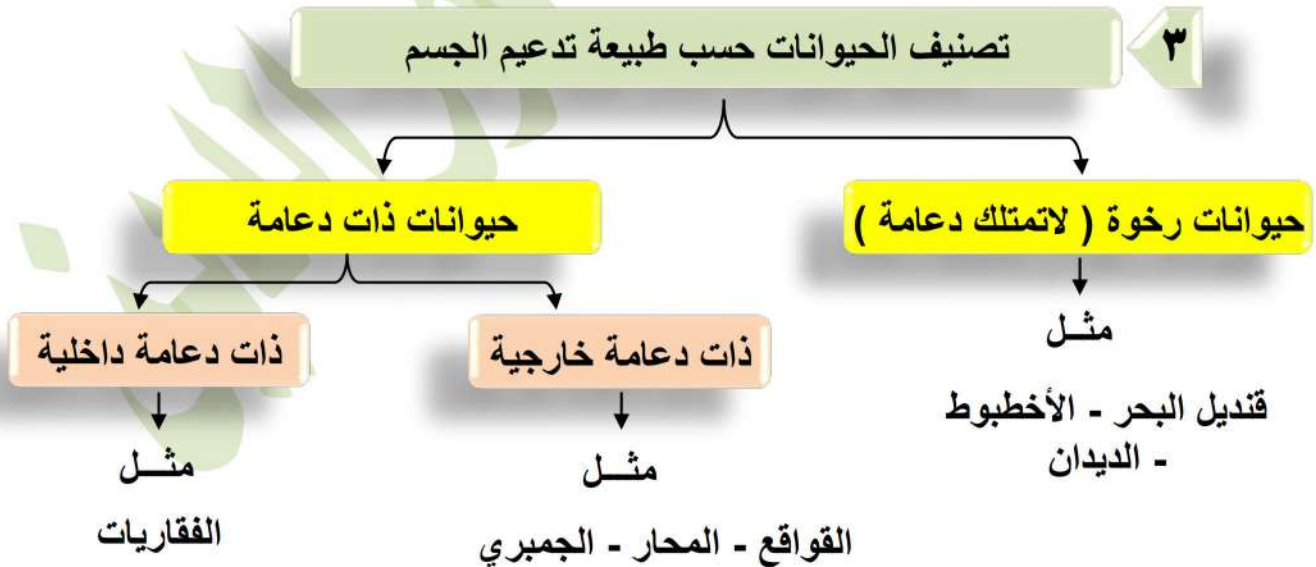 ٣
تصنيف الحيوانات حسب طبيعة تدعيم الجسم
حيوانات رخوة ( لاتمتلك دعامة )
حيوانات ذات دعامة
مثــل
قنديل البحر - الأخطبوط
- الديدان
ذات دعامة خارجية
ذات دعامة داخلية
مثــل
مثــل
القواقع - المحار - الجمبري
الفقاريات